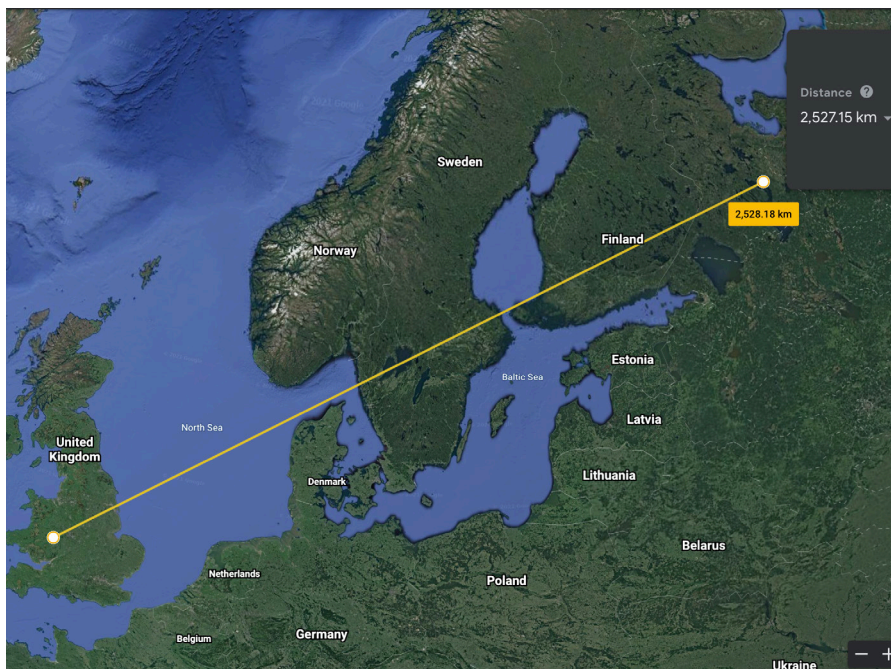 Distance ?
2,527.15 km
Sweden
2,528.18 km
Finland
Norway
Estonia
Baltic Sea
Latvia
North Sea
United
Kingdom
Lithuania
Denmark
Belarus
Netherlands
Poland
Belgium
Germany
Ukraine